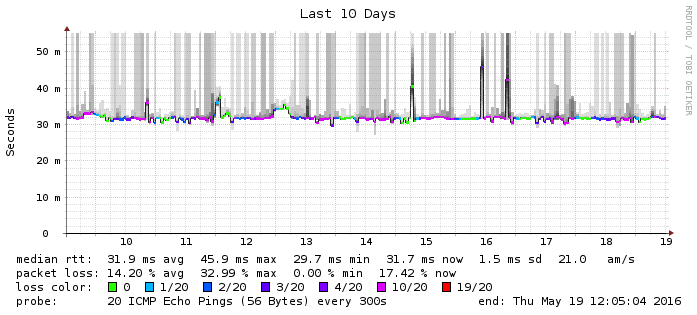 Last 10 Days
RRDTOOL / TOBI OETIKER
Seconds
50 m
40 m
30 m
20 m
10 m
0
10 11 12 13 14 15 16 17 18 19
median rtt: 31.9 ms avg 45.9 ms max 29.7 ms min 31.7 ms now 1.5 ms sd 21.0 am/s
packet loss: 14.20 % avg 32.99 % max 0.00 % min 17.42 % now
loss color: 0 1/20 2/20 3/20 4/20 10/20 19/20
probe: 20 ICMP Echo Pings (56 Bytes) every 300s end: Thu May 19 12:05:04 2016